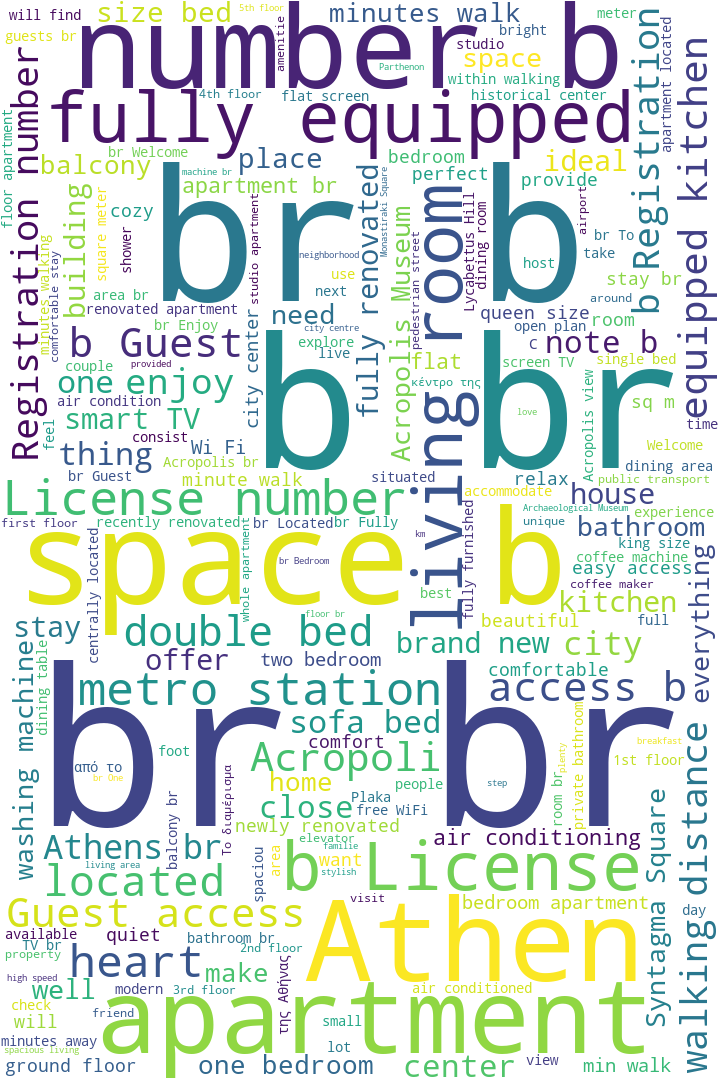 will find
size bed
5th floor
minutes walk
bright
meter
guests br
number b
amenitie
studio
space
Parthenon
within walking
4th floor
flat screen
historical center
fully equipped
Registration number
floor apartment
b Registration
apartment located
equipped kitchen
br Welcome
balcony
place
bedroom
ideal
machine br
apartment br
perfect
provide
building
square meter
cozy
shower
br b
fully renovated
Monastiraki Square
Acropolis Museum
living room
Lycabettus Hill
dining room
pedestrian street
airport
br To
take
neighborhood
host
minutes walking
comfortable stay
studio apartment
use
next
stay br
area br
need
around
renovated apartment
queen size
br Enjoy
city centre
open plan
room
b Guest
explore
live
c
note b
couple
provided
flat
screen TV
single bed
one
enjoy
city center
κέντρο της
b br
air condition
smart TV
love
Acropolis view
sq m
feel
consist
time
thing
Wi Fi
Welcome
Acropolis br
dining area
br Guest
minute walk
situated
relax
public transport
License number
accommodate
house
first floor
recently renovated
br Located
br Fully
Archaeological Museum
experience
unique
bathroom
space b
km
king size
coffee machine
br Bedroom
easy access
centrally located
whole apartment
fully furnished
coffee maker
best
kitchen
floor br
beautiful
full
stay
double bed
brand new
city
everything
offer
two bedroom
comfortable
access b
washing machine
dining table
metro station
sofa bed
br br
comfort
private bathroom
breakfast
foot
Acropoli
1st floor
από το
br One
home
people
step
room br
plenty
Plaka
close
free WiFi
Το διαμέρισμα
newly renovated
air conditioning
balcony br
elevator
Athens br
familie
living area
want
area
located
spaciou
stylish
b License
Syntagma Square
walking distance
visit
Guest access
bedroom apartment
day
available
quiet
bathroom br
Athen
TV br
2nd floor
property
heart
make
high speed
well
modern
3rd floor
της Αθήνας
air conditioned
check
will
friend
small
apartment
minutes away
lot
spacious living
ground floor
one bedroom
center
view
min walk